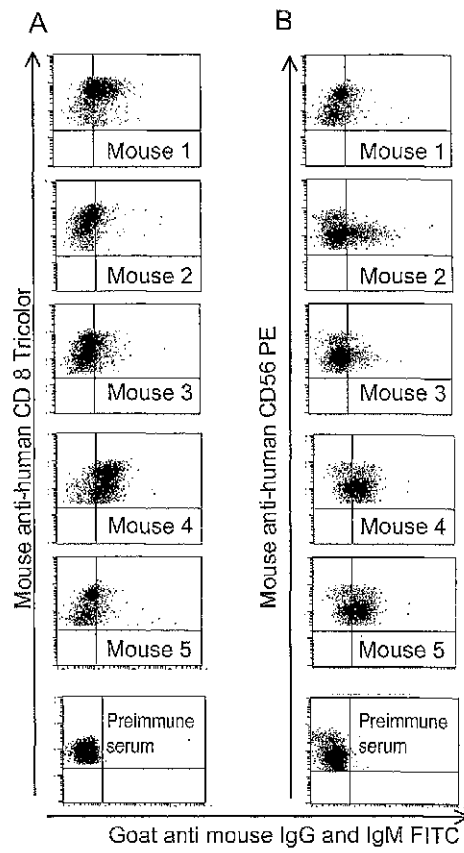 A
B
Mouse anti-human CD 8 Tricolor
Mouse 1
Mouse 2
Mouse 3
Mouse 4
Mouse 5
Preimmune
serum
Mouse anti-human CD56 PE
Mouse 1
Mouse 2
Mouse 3
Mouse 4
Mouse 5
Preimmune
serum
Goat anti mouse IgG and IgM FITC